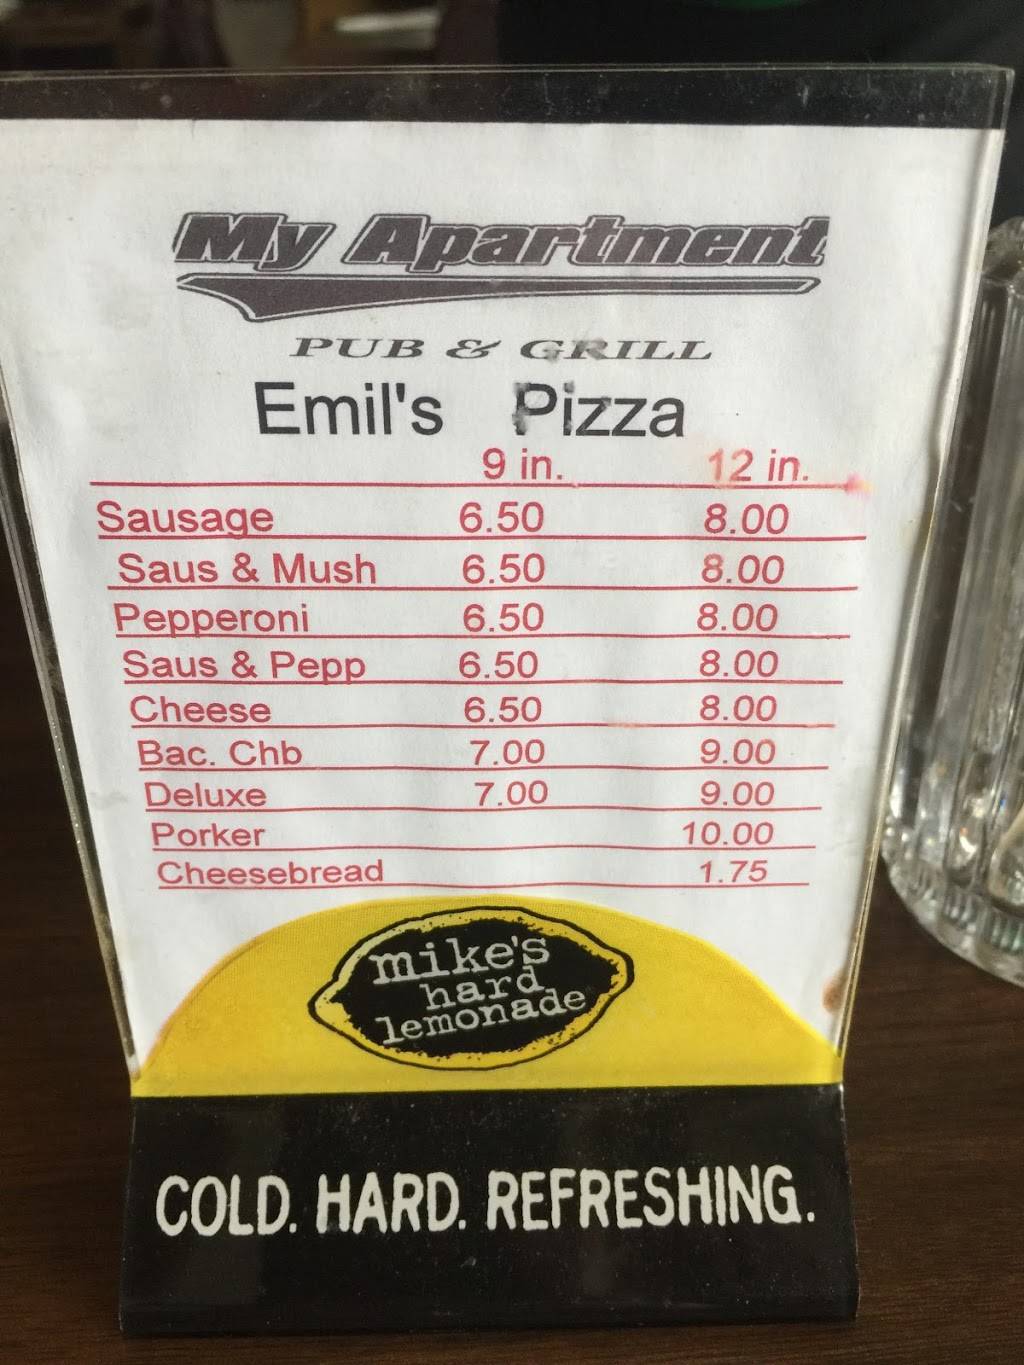 My Apartment
PUB & GRILL
Emil's Pizza
9 in. 12 in.
Sausage 6.50 8.00
Saus & Mush 6.50 8.00
Pepperoni 6.50 8.00
Saus & Pepp 6.50 8.00
Cheese 6.50 8.00
Bac. Chb 7.00 9.00
Deluxe 7.00 9.00
Porker 10.00
Cheesebread 1.75
mike's
hard
lemonade
COLD. HARD. REFRESHING.